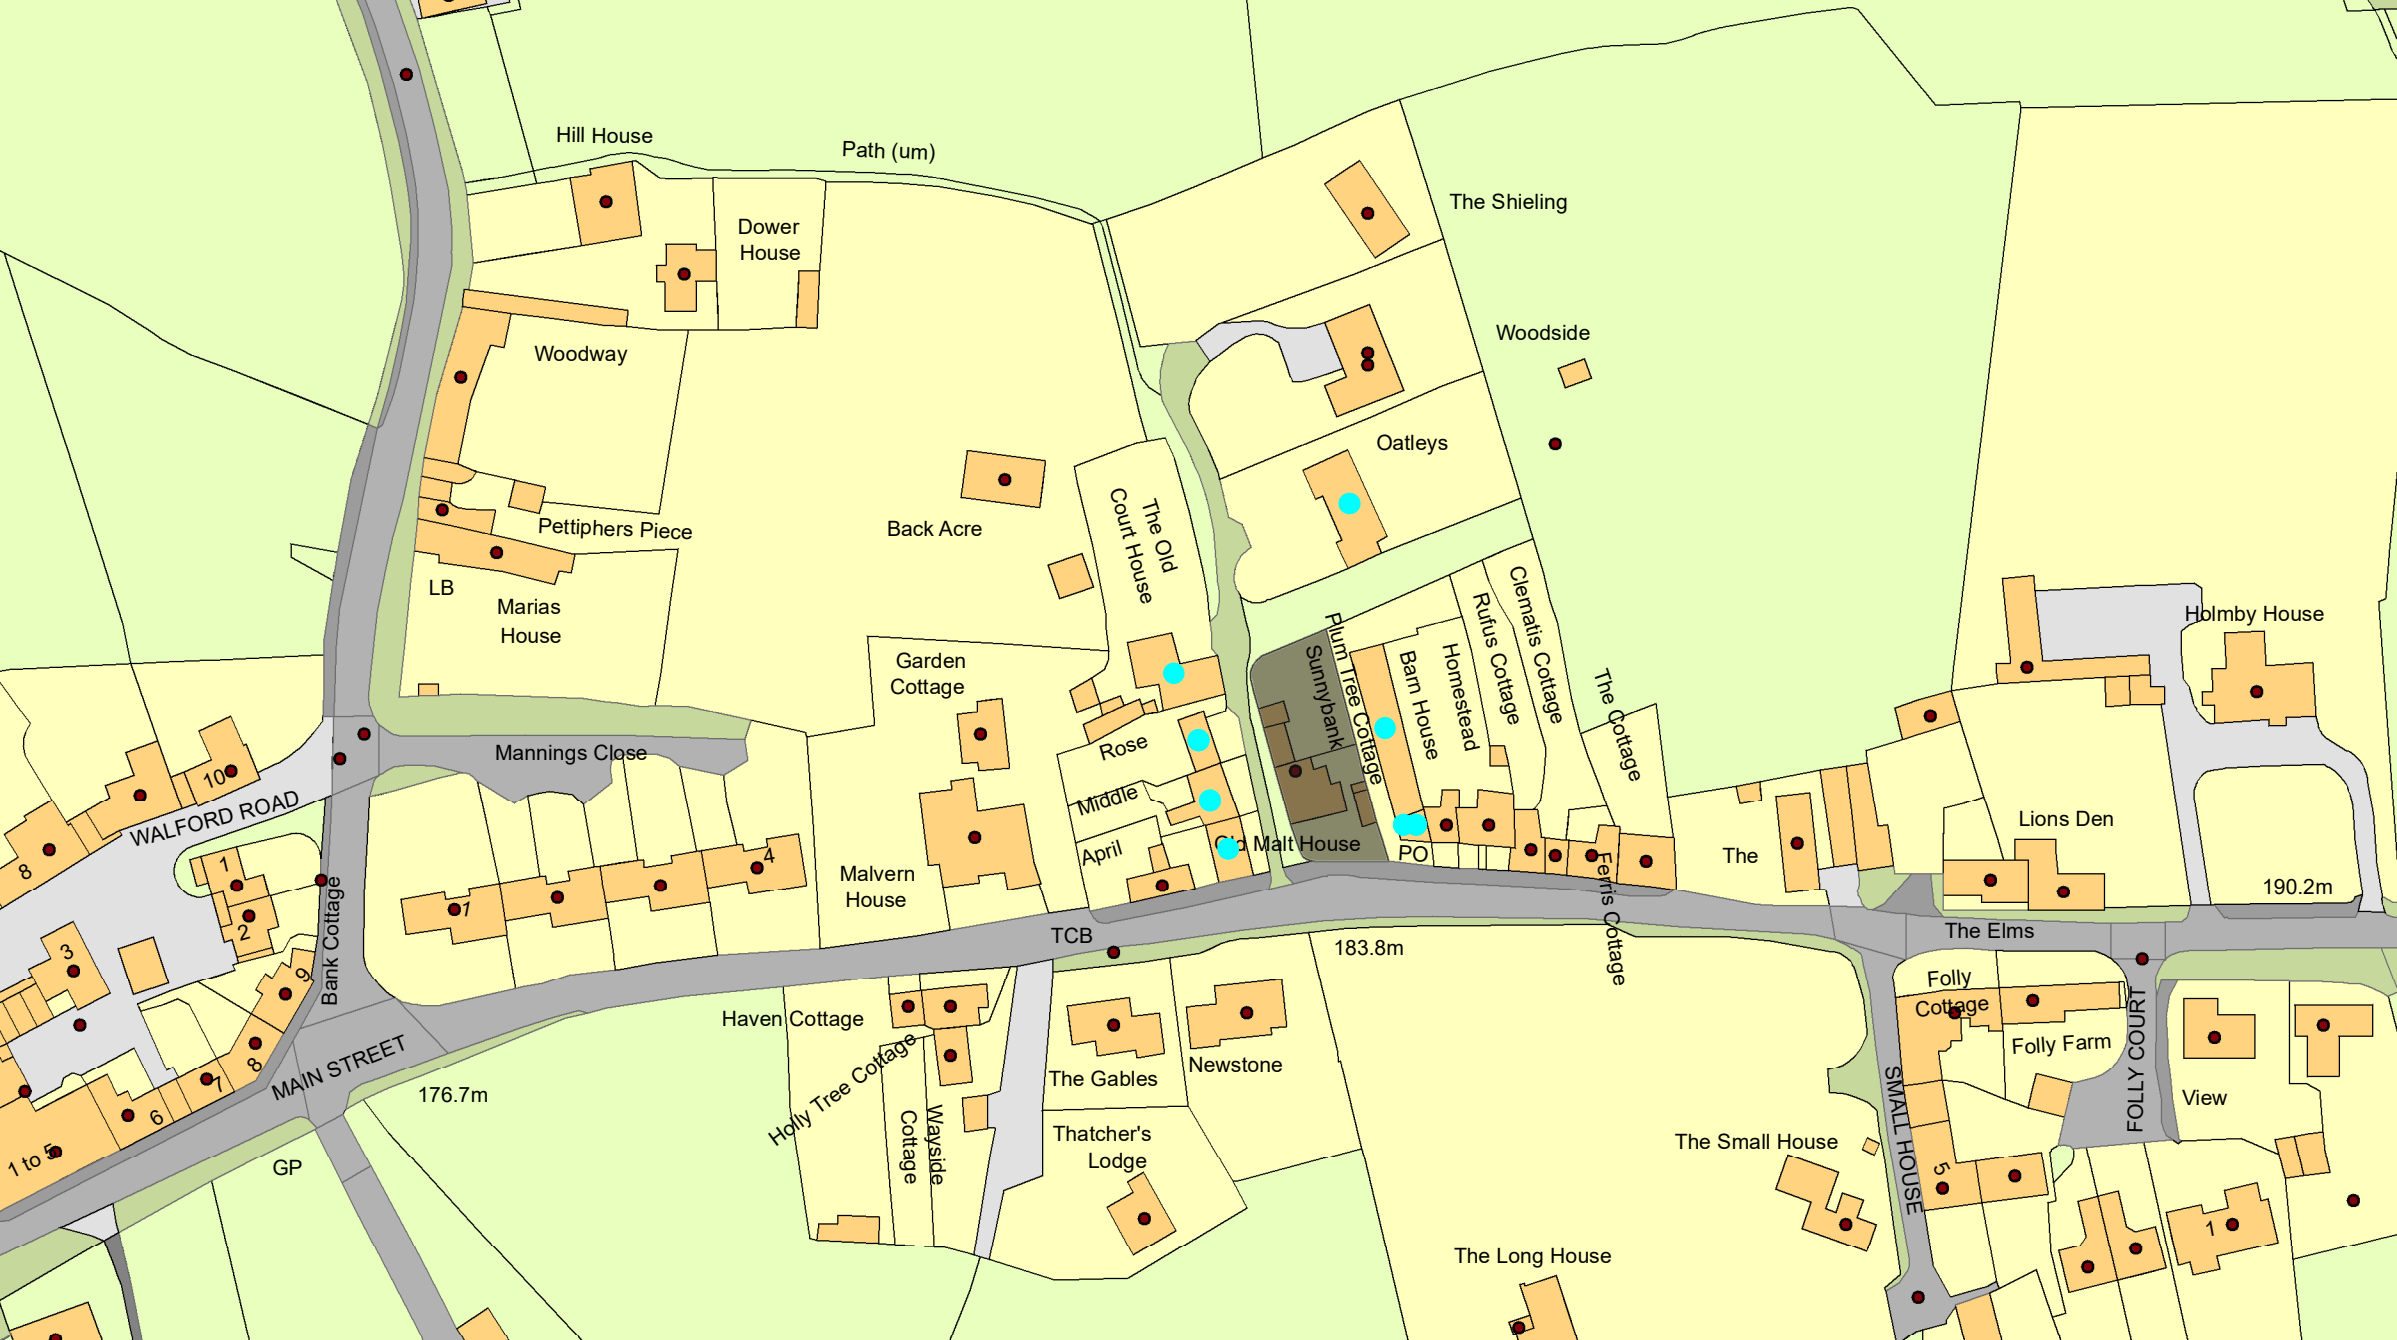 Hill House
Path (um)
The Shieling
Dower
House
Woodside
Woodway
Oatleys
The Old
Court House
Back Acre
Pettiphers Piece
LB
Marias
House
Clematis Cottage
Rufus Cottage
Homestead
Barn House
Plum Tree Cottage
Sunnybank
The Cottage
Holmby House
Garden
Cottage
Rose
Mannings Close
Middle
10
WALFORD ROAD
Lions Den
Old Malt House
PO
April
The
8
1
4
Malvern
House
190.2m
1
2
Bank Cottage
TCB
183.8m
Ferris Cottage
The Elms
3
9
Folly
Cottage
Haven Cottage
Holly Tree Cottage
Folly Farm
FOLLY COURT
The Gables
Newstone
MAIN STREET
8
7
176.7m
View
6
Cottage
Wayside
Thatcher's
Lodge
The Small House
SMALL HOUSE
1 to 5
GP
5
1
The Long House